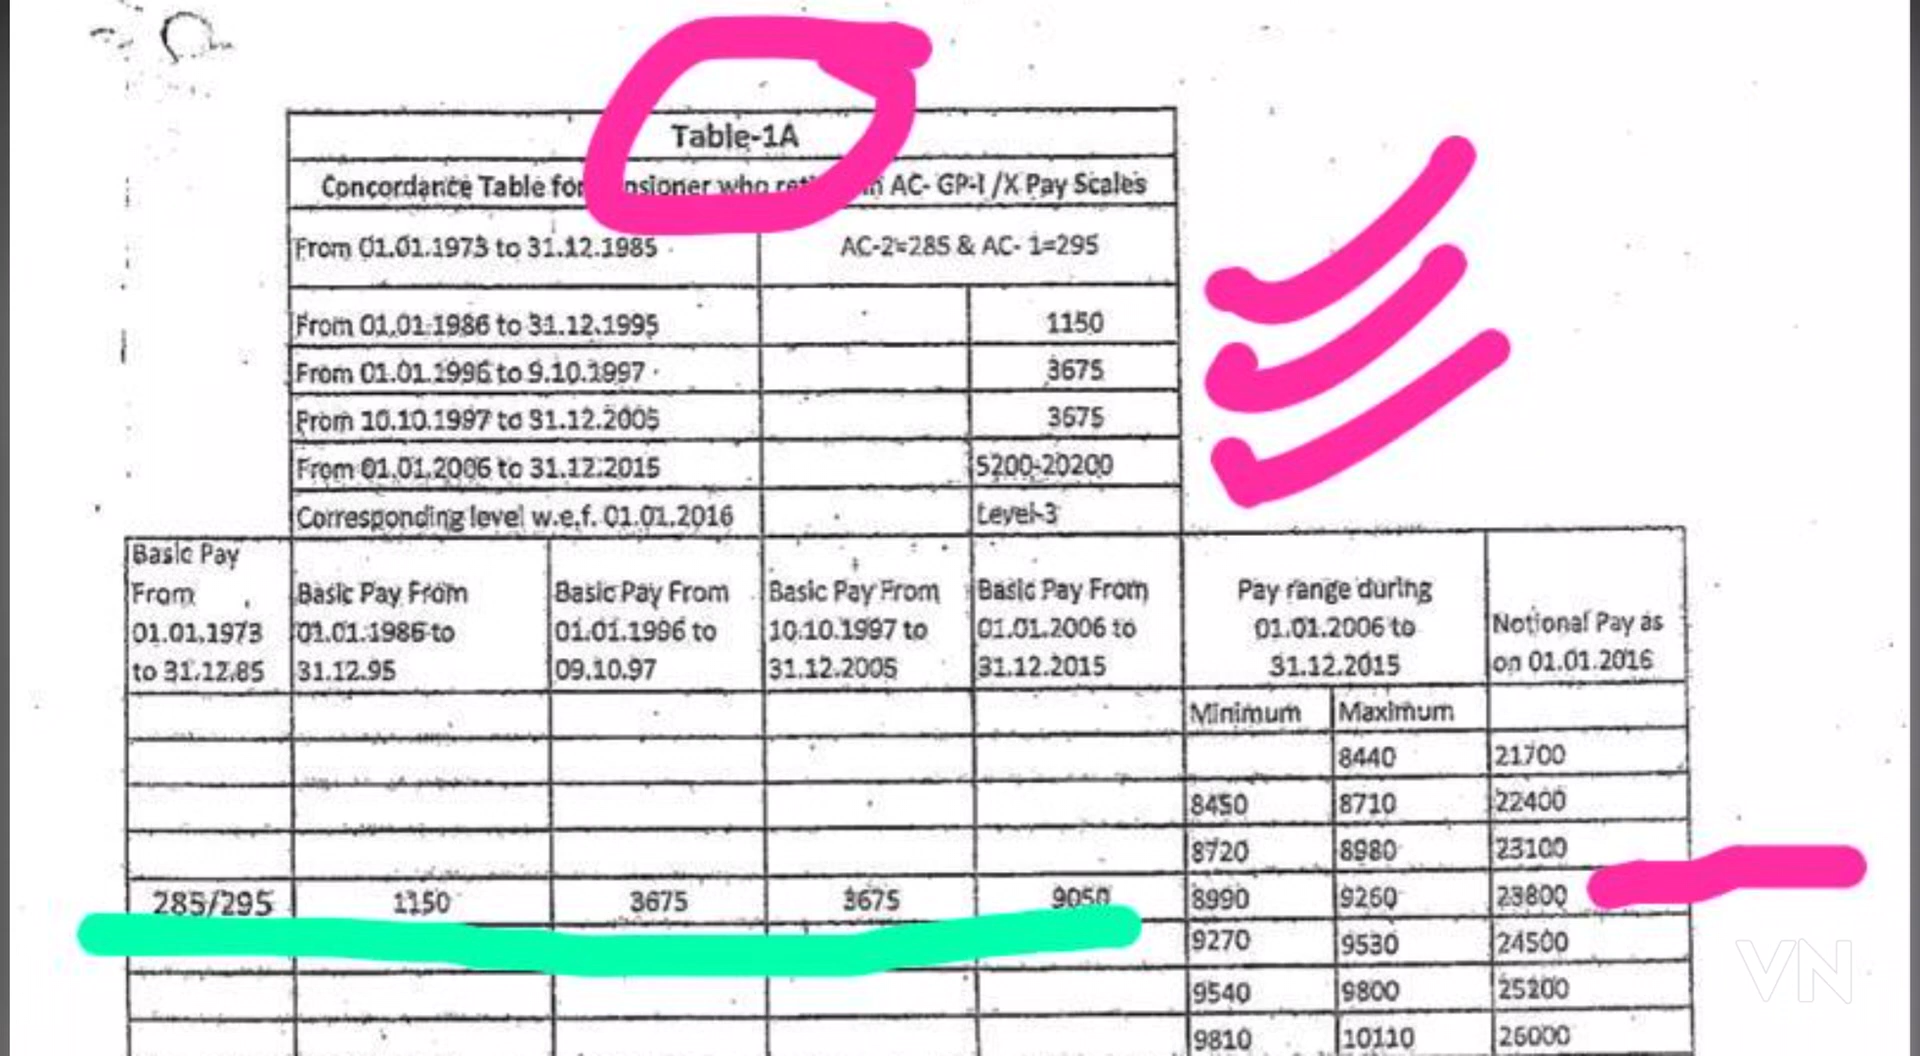 Table-1A
Concordance Table for nsioner who ret in AC- GP-I /X Pay Scales
From 01.01.1973 to 31.12.1985 AC-2=285 & AC- 1=295
From 01.01.1986 to 31.12.1995 1150
From 01.01.1996 to 9.10.1997 3675
From 10.10.1997 to 31.12.2005 3675
From 01.01.2006 to 31.12.2015 5200-20200
Corresponding level w.e.f. 01.01.2016 Level-3
Basic Pay
From
01.01.1973
to 31.12.85
Basic Pay From
01.01.1986 to
31.12.95
Basic Pay From
01.01.1996 to
09.10.97
Basic Pay From
10.10.1997 to
31.12.2005
Basic Pay From
01.01.2006 to
31.12.2015
Pay range during
01.01.2006 to
31.12.2015
Notional Pay as
on 01.01.2016
Minimum Maximum
8440 21700
8450 8710 22400
8720 8980 23100
285/295 1150 3675 3675 9050 8990 9260 23800
9270 9530 24500
9540 9800 25200
9810 10110 26000
VN